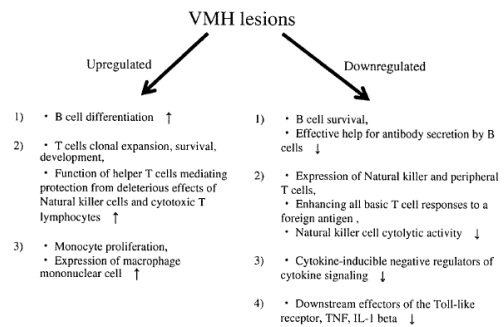 VMH lesions
Upregulated
Downregulated
1) • B cell differentiation ↑
2) • T cells clonal expansion, survival,
development,
• Function of helper T cells mediating
protection from deleterious effects of
Natural killer cells and cytotoxic T
lymphocytes ↑
3) • Monocyte proliferation,
• Expression of macrophage
mononuclear cell ↑
1) • B cell survival,
• Effective help for antibody secretion by B
cells ↓
2) • Expression of Natural killer and peripheral
T cells,
• Enhancing all basic T cell responses to a
foreign antigen ,
• Natural killer cell cytolytic activity ↓
3) • Cytokine-inducible negative regulators of
cytokine signaling ↓
4) • Downstream effectors of the Toll-like
receptor, TNF, IL-1 beta ↓